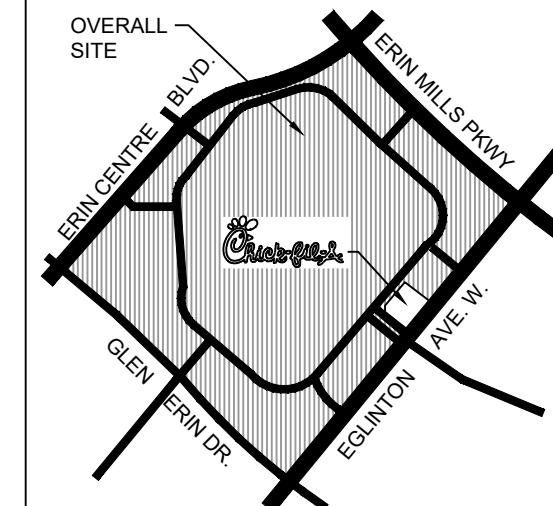 OVERALL
SITE
ERIN CENTRE BLVD.
ERIN MILLS PKWY
Chick-fil-A
GLEN ERIN DR.
EGLINTON AVE. W.